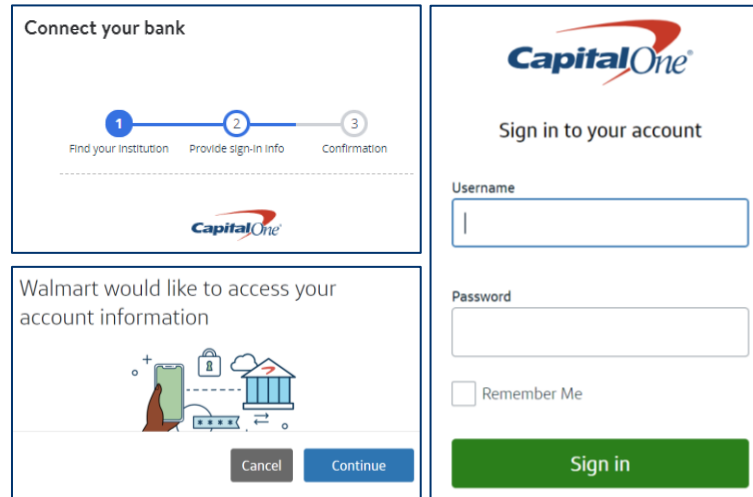 Connect your bank
1
2
3
Find your institution
Provide sign-in info
Confirmation
CapitalOne
Walmart would like to access your
account information
****
Cancel
Continue
CapitalOne®
Sign in to your account
Username
Password
Remember Me
Sign in